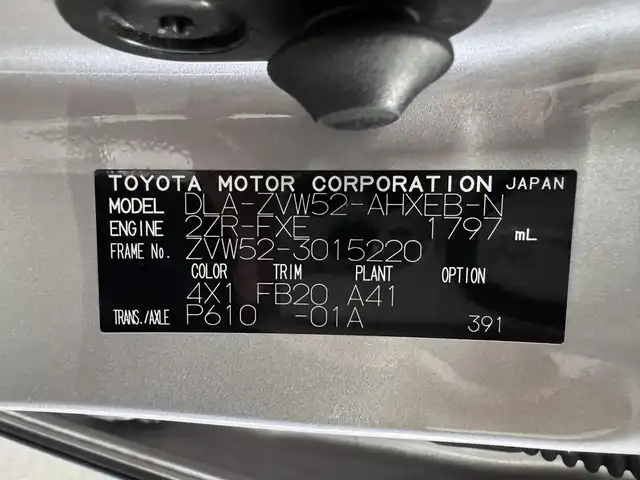 TOYOTA MOTOR CORPORATION JAPAN
MODEL DLA-ZVW52-AHXEB-N
ENGINE 2ZR-FXE 1797 mL
FRAME No. ZVW52-3015220
COLOR TRIM PLANT OPTION
4X1 FB20 A41
TRANS./AXLE P610 -01A 391